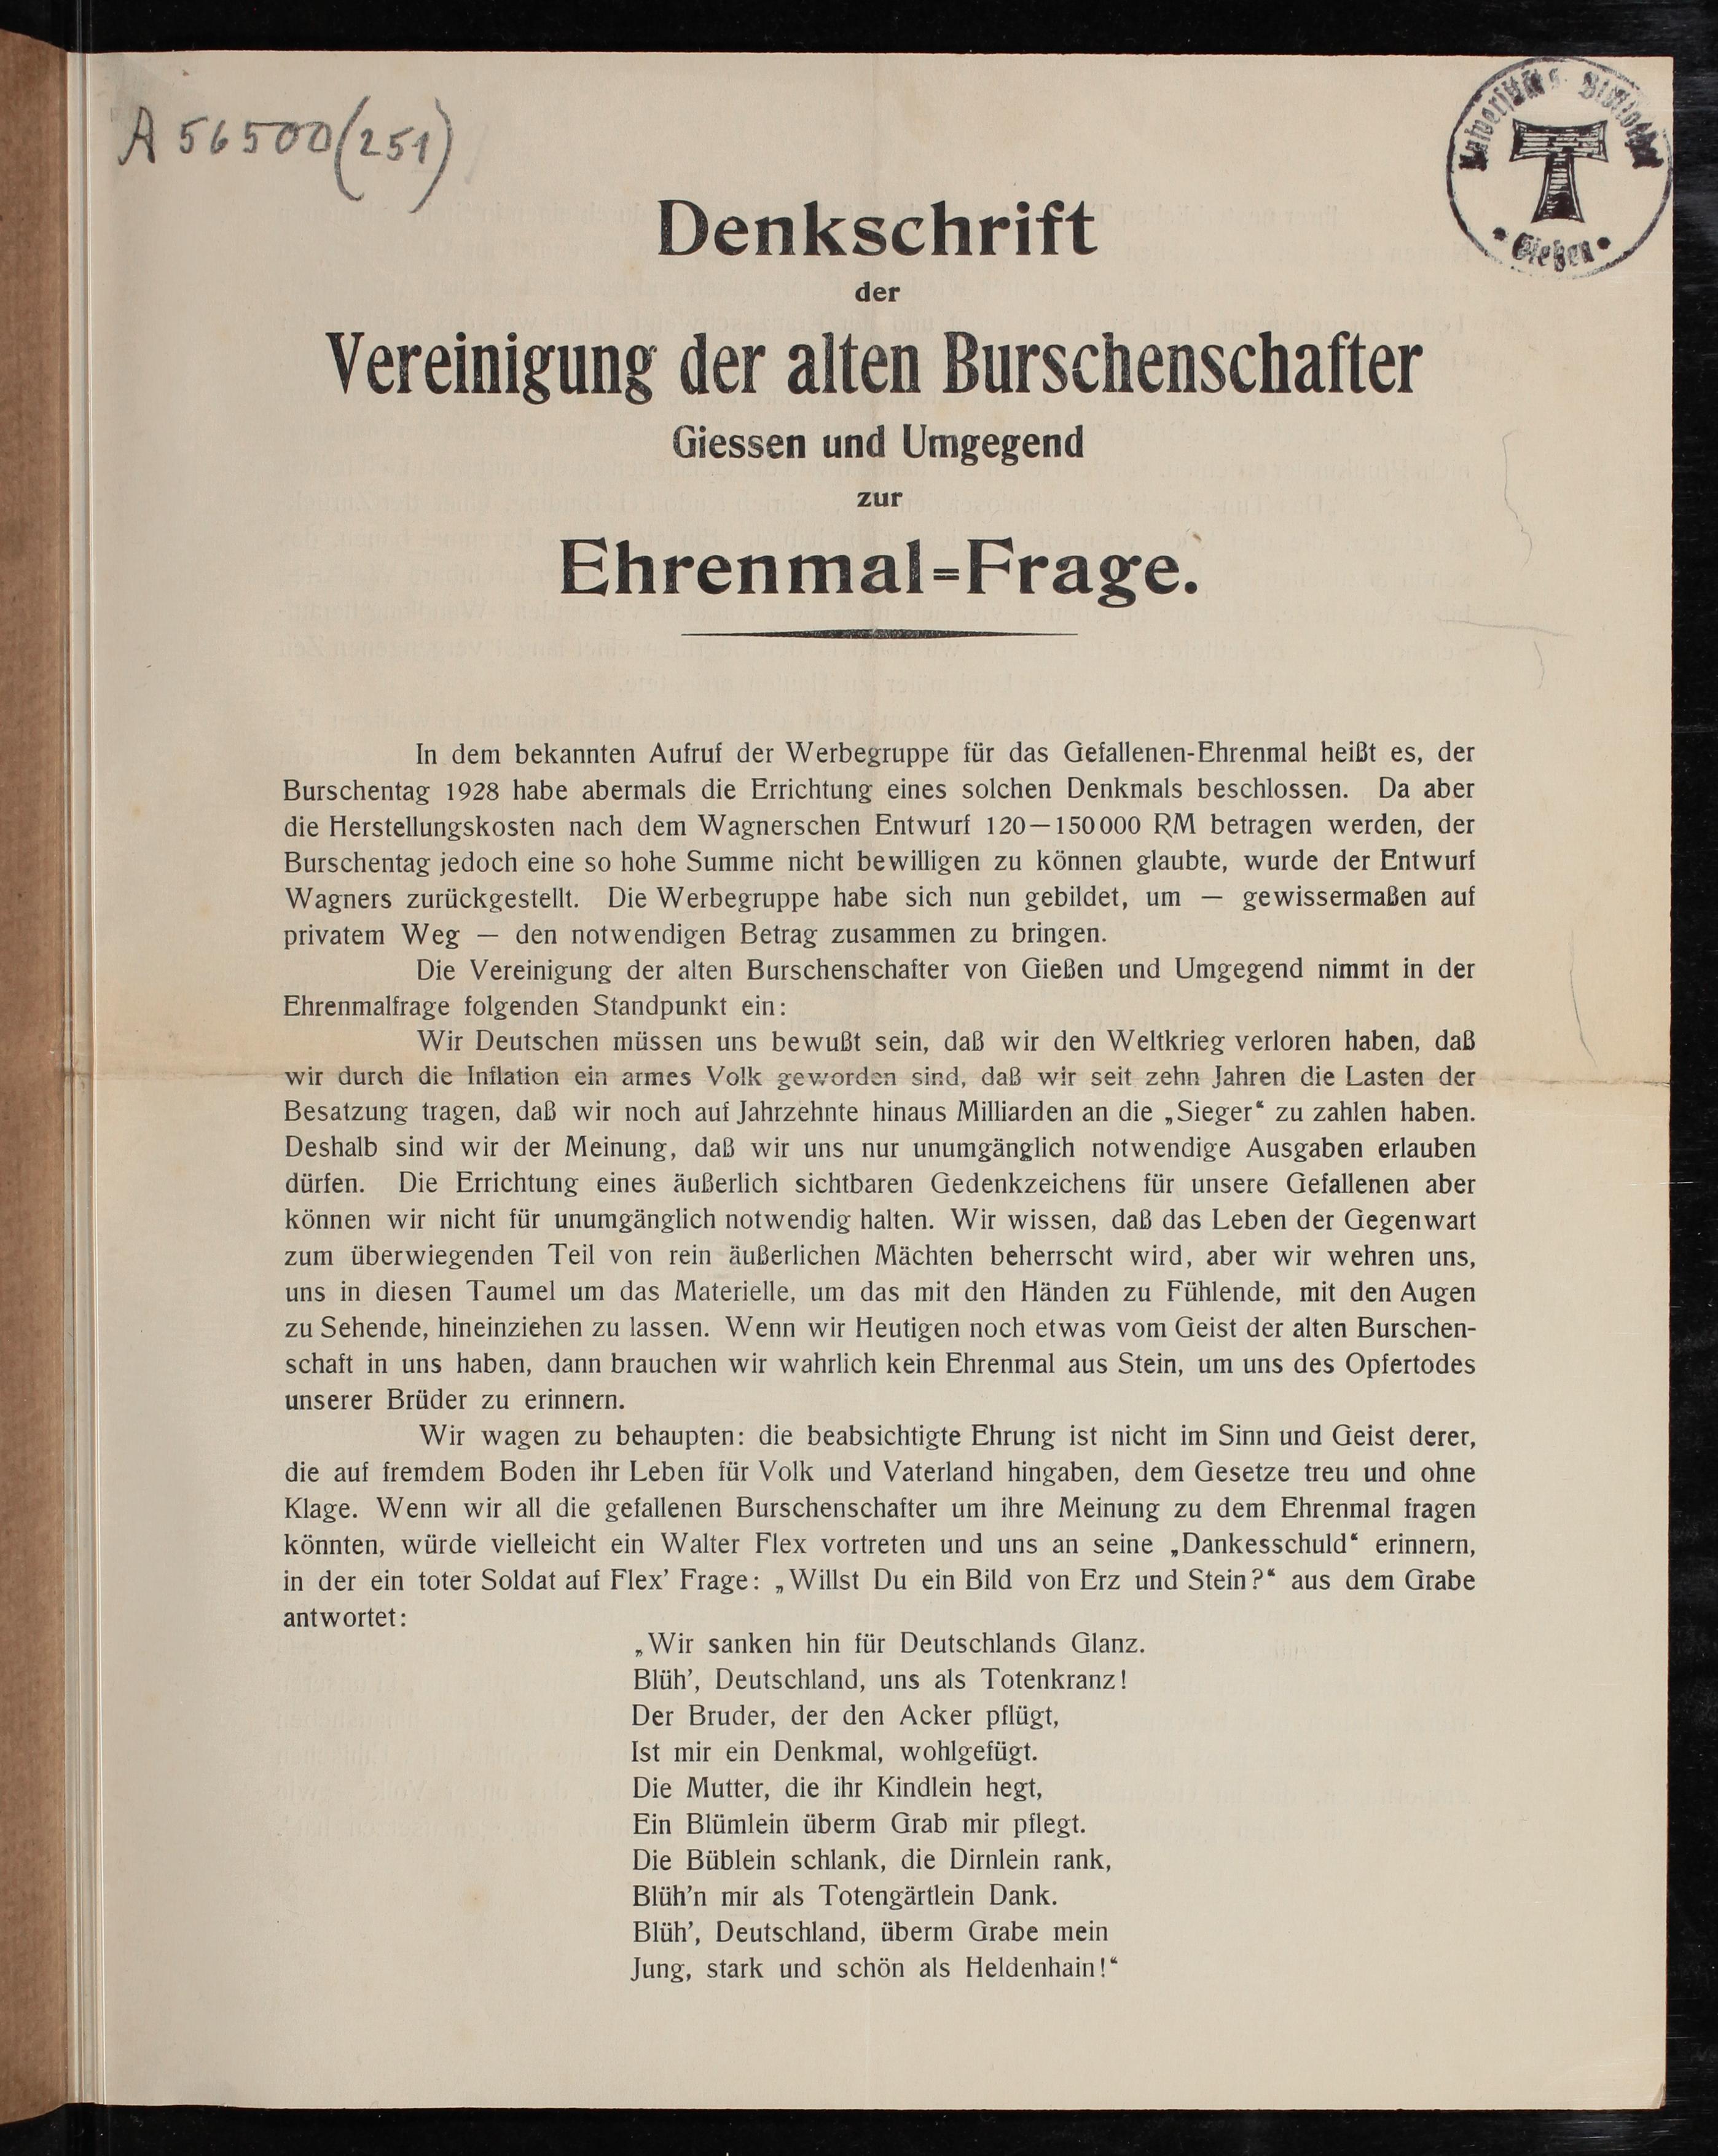 A 56500(251)
Universitäts-Bibliothek
• Gießen •
Denkschrift
der
Vereinigung der alten Burschenschafter
Giessen und Umgegend
zur
Ehrenmal=Frage.
In dem bekannten Aufruf der Werbegruppe für das Gefallenen-Ehrenmal heißt es, der
Burschentag 1928 habe abermals die Errichtung eines solchen Denkmals beschlossen. Da aber
die Herstellungskosten nach dem Wagnerschen Entwurf 120—150000 RM betragen werden, der
Burschentag jedoch eine so hohe Summe nicht bewilligen zu können glaubte, wurde der Entwurf
Wagners zurückgestellt. Die Werbegruppe habe sich nun gebildet, um — gewissermaßen auf
privatem Weg — den notwendigen Betrag zusammen zu bringen.
Die Vereinigung der alten Burschenschafter von Gießen und Umgegend nimmt in der
Ehrenmalfrage folgenden Standpunkt ein:
Wir Deutschen müssen uns bewußt sein, daß wir den Weltkrieg verloren haben, daß
wir durch die Inflation ein armes Volk geworden sind, daß wir seit zehn Jahren die Lasten der
Besatzung tragen, daß wir noch auf Jahrzehnte hinaus Milliarden an die „Sieger“ zu zahlen haben.
Deshalb sind wir der Meinung, daß wir uns nur unumgänglich notwendige Ausgaben erlauben
dürfen. Die Errichtung eines äußerlich sichtbaren Gedenkzeichens für unsere Gefallenen aber
können wir nicht für unumgänglich notwendig halten. Wir wissen, daß das Leben der Gegenwart
zum überwiegenden Teil von rein äußerlichen Mächten beherrscht wird, aber wir wehren uns,
uns in diesen Taumel um das Materielle, um das mit den Händen zu Fühlende, mit den Augen
zu Sehende, hineinziehen zu lassen. Wenn wir Heutigen noch etwas vom Geist der alten Burschen-
schaft in uns haben, dann brauchen wir wahrlich kein Ehrenmal aus Stein, um uns des Opfertodes
unserer Brüder zu erinnern.
Wir wagen zu behaupten: die beabsichtigte Ehrung ist nicht im Sinn und Geist derer,
die auf fremdem Boden ihr Leben für Volk und Vaterland hingaben, dem Gesetze treu und ohne
Klage. Wenn wir all die gefallenen Burschenschafter um ihre Meinung zu dem Ehrenmal fragen
könnten, würde vielleicht ein Walter Flex vortreten und uns an seine „Dankesschuld“ erinnern,
in der ein toter Soldat auf Flex’ Frage: „Willst Du ein Bild von Erz und Stein?“ aus dem Grabe
antwortet:
„Wir sanken hin für Deutschlands Glanz.
Blüh’, Deutschland, uns als Totenkranz!
Der Bruder, der den Acker pflügt,
Ist mir ein Denkmal, wohlgefügt.
Die Mutter, die ihr Kindlein hegt,
Ein Blümlein überm Grab mir pflegt.
Die Büblein schlank, die Dirnlein rank,
Blüh’n mir als Totengärtlein Dank.
Blüh’, Deutschland, überm Grabe mein
Jung, stark und schön als Heldenhain!“